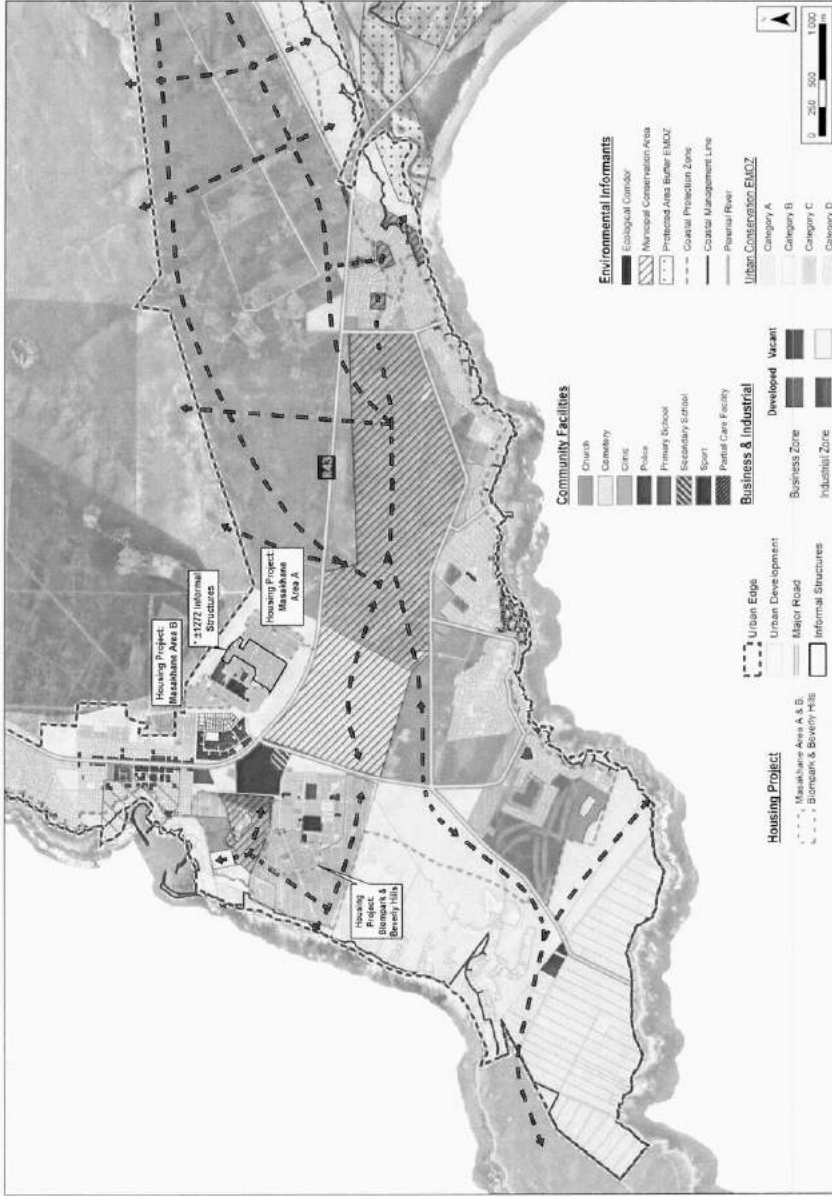 Housing Project:
Masakhane Area B
* ±1272 Informal
Structures
Housing Project:
Masakhane
Area A
R43
Housing
Project:
Blompark &
Beverly Hills
Housing Project
Masakhane Area A & B
Blompark & Beverly Hills
Urban Edge
Urban Development
Major Road
Informal Structures
Community Facilities
Church
Cemetery
Clinic
Police
Primary School
Secondary School
Sport
Partial Care Facility
Business & Industrial
Developed
Vacant
Business Zone
Industrial Zone
Environmental Informants
Ecological Corridor
Municipal Conservation Area
Protected Area Buffer EMOZ
Coastal Protection Zone
Coastal Management Line
Perennial River
Urban Conservation EMOZ
Category A
Category B
Category C
Category D
0 250 500 1 000
m